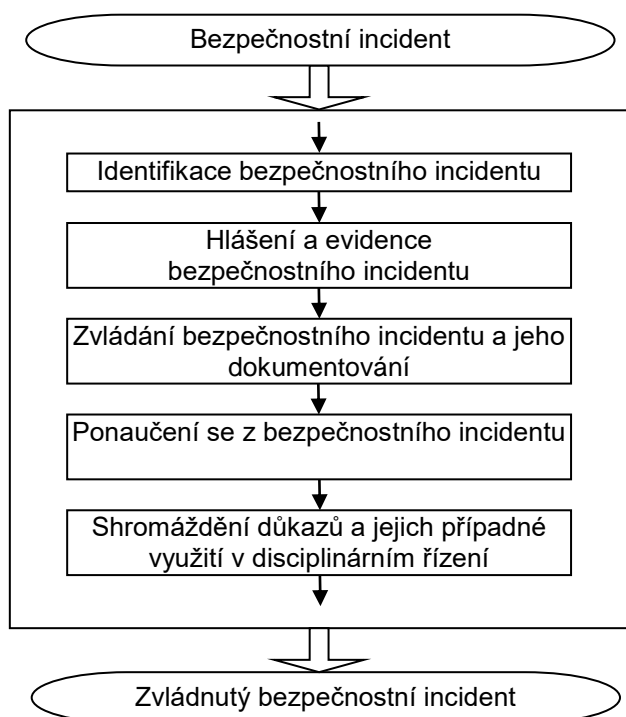 Bezpečnostní incident
Identifikace bezpečnostního incidentu
Hlášení a evidence
bezpečnostního incidentu
Zvládání bezpečnostního incidentu a jeho
dokumentování
Ponaučení se z bezpečnostního incidentu
Shromáždění důkazů a jejich případné
využití v disciplinárním řízení
Zvládnutý bezpečnostní incident